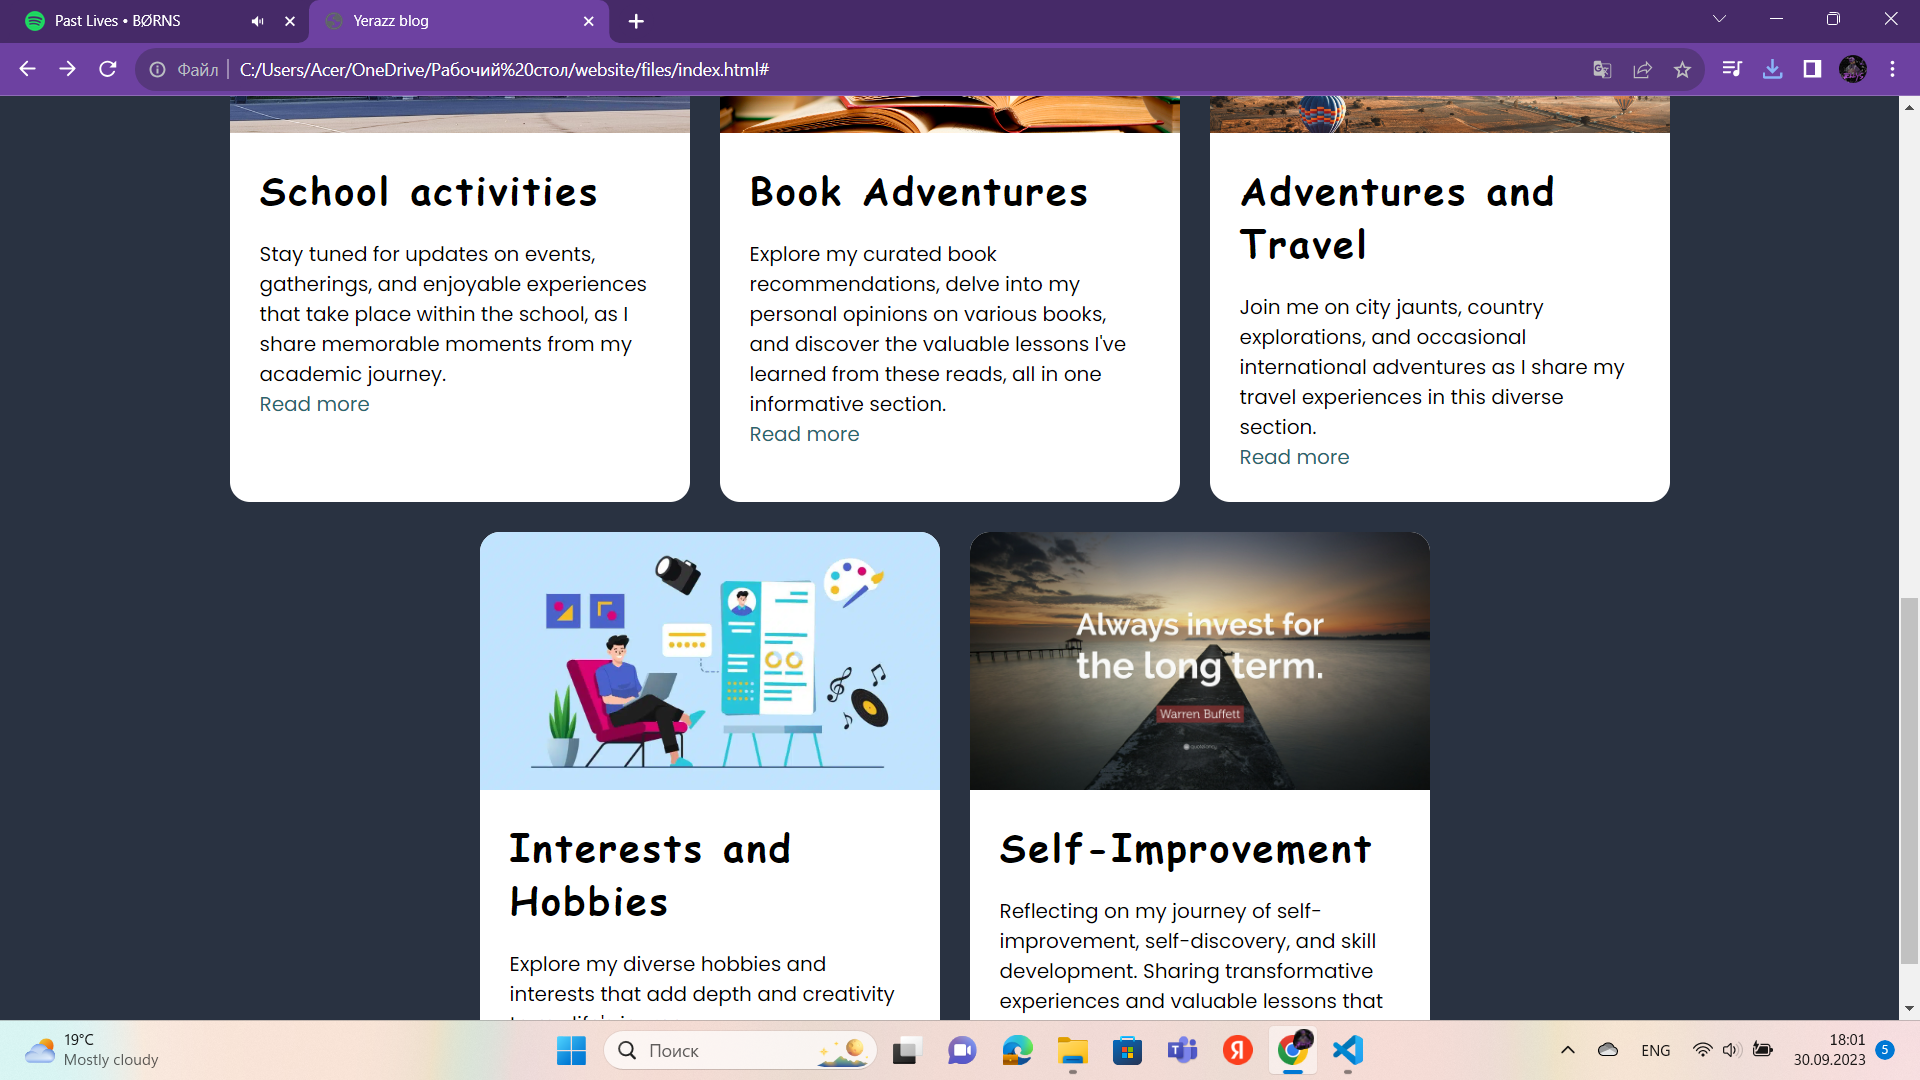 Past Lives • BØRNS
Yerazz blog
Файл
C:/Users/Acer/OneDrive/Рабочий%20стол/website/files/index.html#
School activities
Stay tuned for updates on events,
gatherings, and enjoyable experiences
that take place within the school, as I
share memorable moments from my
academic journey.
Read more
Book Adventures
Explore my curated book
recommendations, delve into my
personal opinions on various books,
and discover the valuable lessons I've
learned from these reads, all in one
informative section.
Read more
Adventures and
Travel
Join me on city jaunts, country
explorations, and occasional
international adventures as I share my
travel experiences in this diverse
section.
Read more
Always invest for
the long term.
Warren Buffett
Interests and
Hobbies
Explore my diverse hobbies and
interests that add depth and creativity
Self-Improvement
Reflecting on my journey of self-
improvement, self-discovery, and skill
development. Sharing transformative
experiences and valuable lessons that
19°C
Mostly cloudy
Поиск
Я
ENG
18:01
30.09.2023
5